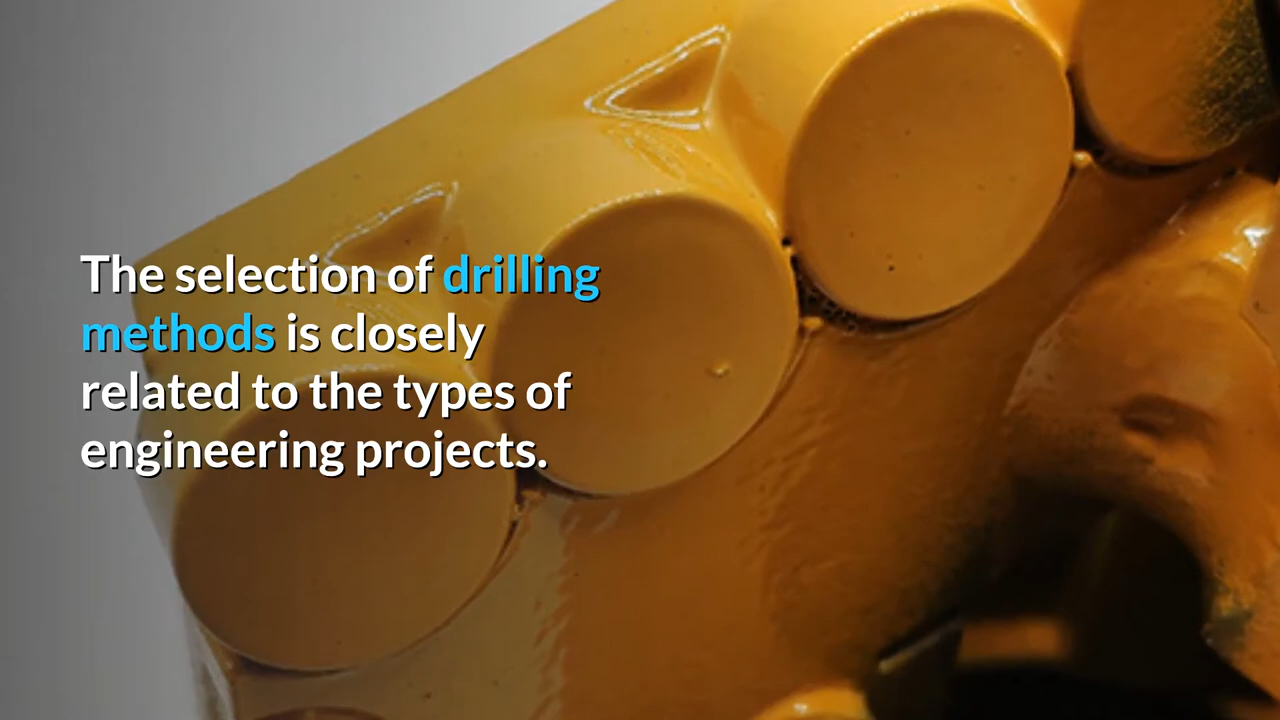 The selection of drilling
methods is closely
related to the types of
engineering projects.